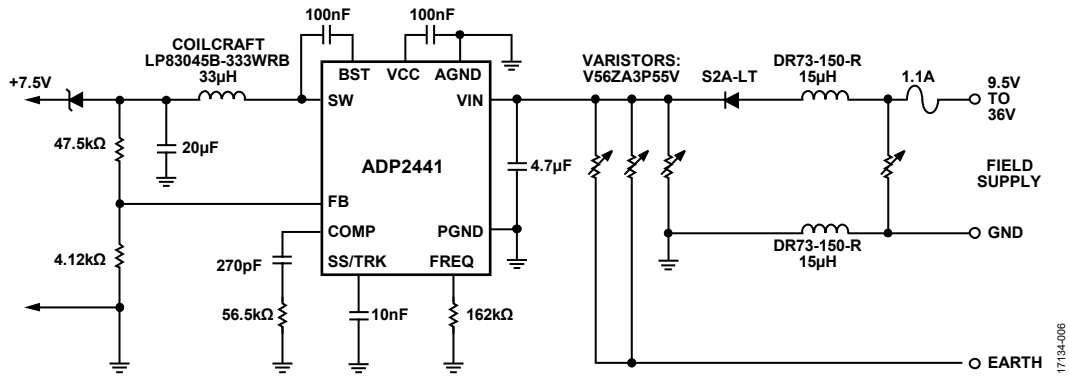 100nF
100nF
COILCRAFT
LP83045B-333WRB
33µH
+7.5V
BST
VCC
AGND
SW
VIN
VARISTORS:
V56ZA3P55V
S2A-LT
DR73-150-R
15µH
1.1A
9.5V
TO
36V
47.5kΩ
20µF
ADP2441
4.7µF
FIELD
SUPPLY
FB
COMP
PGND
GND
4.12kΩ
270pF
SS/TRK
FREQ
DR73-150-R
15µH
56.5kΩ
10nF
162kΩ
EARTH
17134-006